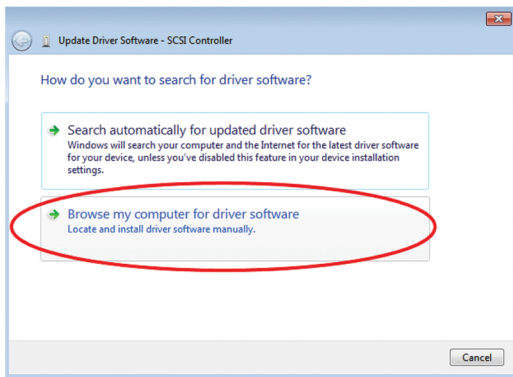 Update Driver Software - SCSI Controller
How do you want to search for driver software?
Search automatically for updated driver software
Windows will search your computer and the Internet for the latest driver software
for your device, unless you've disabled this feature in your device installation
settings.
Browse my computer for driver software
Locate and install driver software manually.
Cancel